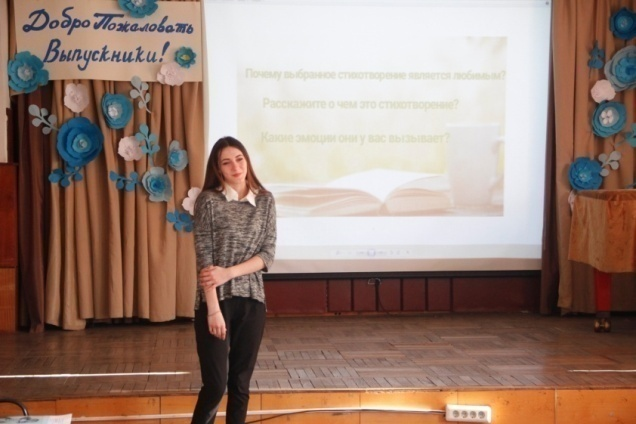 Добро Пожаловать
Выпускники!
Почему выбранное стихотворение является любимым?
Расскажите о чем это стихотворение?
Какие эмоции они у вас вызывает?